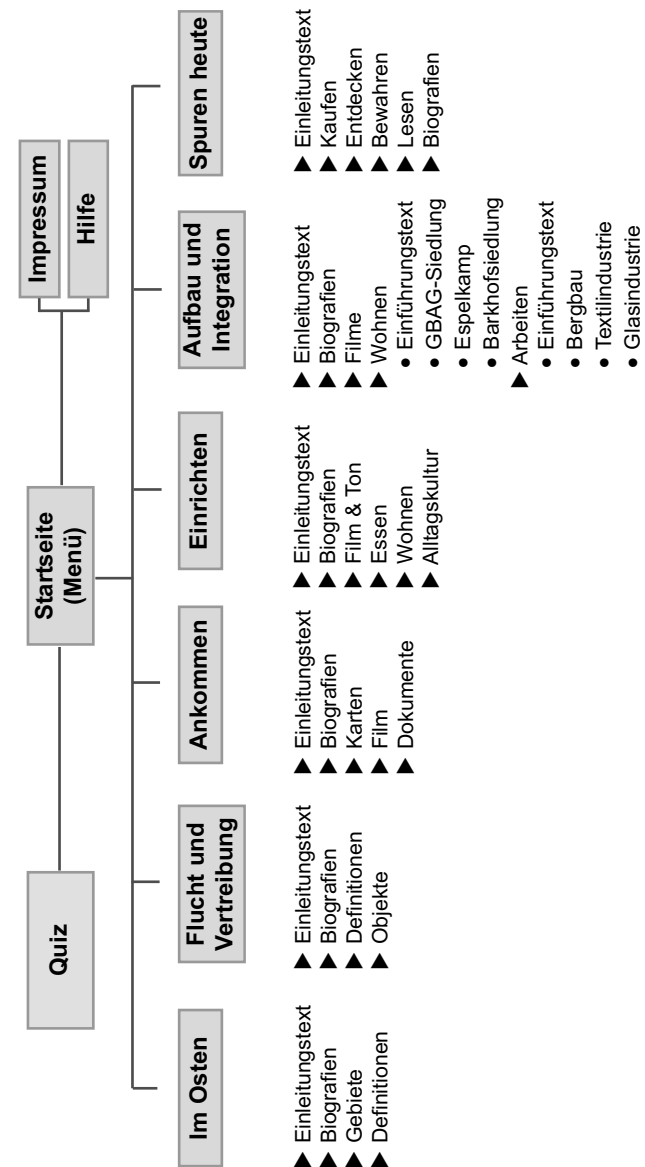 Quiz
Startseite
(Menü)
Impressum
Hilfe
Im Osten
▶ Einleitungstext
▶ Biografien
▶ Gebiete
▶ Definitionen
Flucht und
Vertreibung
▶ Einleitungstext
▶ Biografien
▶ Definitionen
▶ Objekte
Ankommen
▶ Einleitungstext
▶ Biografien
▶ Karten
▶ Film
▶ Dokumente
Einrichten
▶ Einleitungstext
▶ Biografien
▶ Film & Ton
▶ Essen
▶ Wohnen
▶ Alltagskultur
Aufbau und
Integration
▶ Einleitungstext
▶ Biografien
▶ Filme
▶ Wohnen
• Einführungstext
• GBAG-Siedlung
• Espelkamp
• Barkhofsiedlung
▶ Arbeiten
• Einführungstext
• Bergbau
• Textilindustrie
• Glasindustrie
Spuren heute
▶ Einleitungstext
▶ Kaufen
▶ Entdecken
▶ Bewahren
▶ Lesen
▶ Biografien